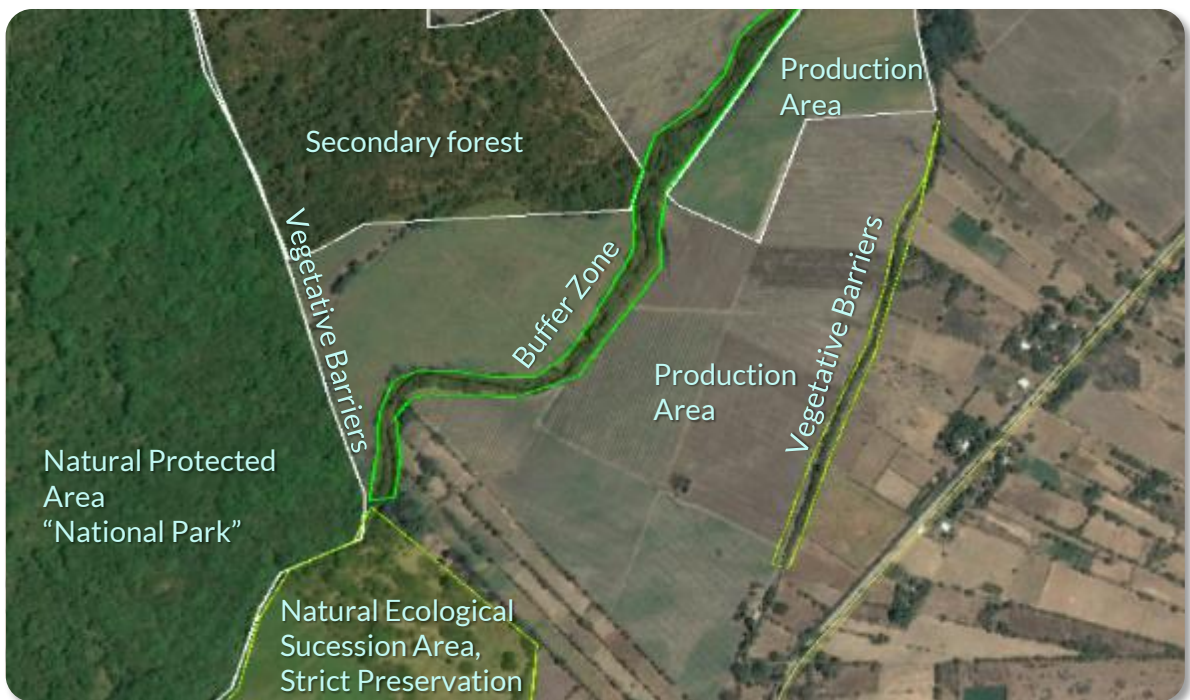 Production
Area
Secondary forest
Vegetative Barriers
Buffer Zone
Vegetative Barriers
Production
Area
Natural Protected
Area
“National Park”
Natural Ecological
Sucession Area,
Strict Preservation